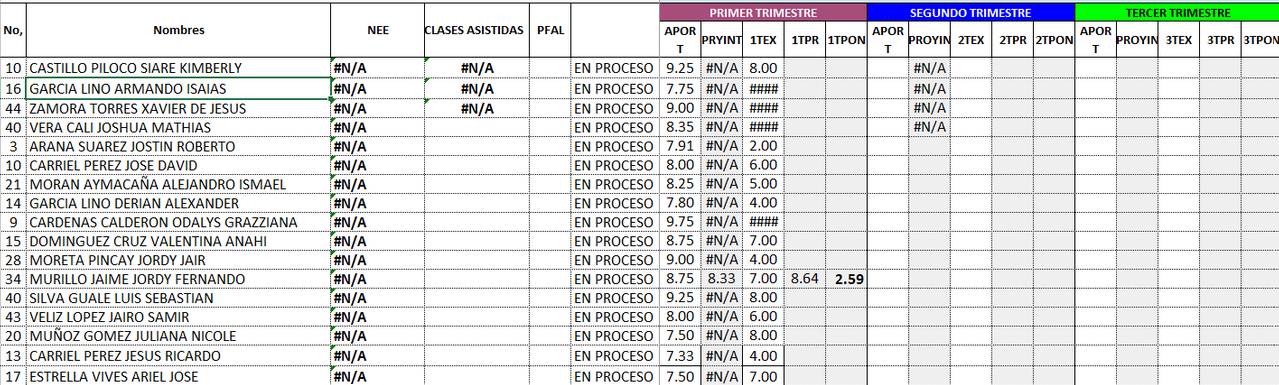 PRIMER TRIMESTRE SEGUNDO TRIMESTRE TERCER TRIMESTRE
No, Nombres NEE CLASES ASISTIDAS PFAL APORT PRYINT 1TEX 1TPR 1TPON APORT PROYIN 2TEX 2TPR 2TPON APORT PROYIN 3TEX 3TPR 3TPON
10 CASTILLO PILOCO SIARE KIMBERLY #N/A #N/A EN PROCESO 9.25 #N/A 8.00 #N/A
16 GARCIA LINO ARMANDO ISAIAS #N/A #N/A EN PROCESO 7.75 #N/A #### #N/A
44 ZAMORA TORRES XAVIER DE JESUS #N/A #N/A EN PROCESO 9.00 #N/A #### #N/A
40 VERA CALI JOSHUA MATHIAS #N/A EN PROCESO 8.35 #N/A #### #N/A
3 ARANA SUAREZ JOSTIN ROBERTO #N/A EN PROCESO 7.91 #N/A 2.00
10 CARRIEL PEREZ JOSE DAVID #N/A EN PROCESO 8.00 #N/A 6.00
21 MORAN AYMACAÑA ALEJANDRO ISMAEL #N/A EN PROCESO 8.25 #N/A 5.00
14 GARCIA LINO DERIAN ALEXANDER #N/A EN PROCESO 7.80 #N/A 4.00
9 CARDENAS CALDERON ODALYS GRAZZIANA #N/A EN PROCESO 9.75 #N/A ####
15 DOMINGUEZ CRUZ VALENTINA ANAHI #N/A EN PROCESO 8.75 #N/A 7.00
28 MORETA PINCAY JORDY JAIR #N/A EN PROCESO 9.00 #N/A 4.00
34 MURILLO JAIME JORDY FERNANDO #N/A EN PROCESO 8.75 8.33 7.00 8.64 2.59
40 SILVA GUALE LUIS SEBASTIAN #N/A EN PROCESO 9.25 #N/A 8.00
43 VELIZ LOPEZ JAIRO SAMIR #N/A EN PROCESO 8.00 #N/A 6.00
20 MUÑOZ GOMEZ JULIANA NICOLE #N/A EN PROCESO 7.50 #N/A 8.00
13 CARRIEL PEREZ JESUS RICARDO #N/A EN PROCESO 7.33 #N/A 4.00
17 ESTRELLA VIVES ARIEL JOSE #N/A EN PROCESO 7.50 #N/A 7.00